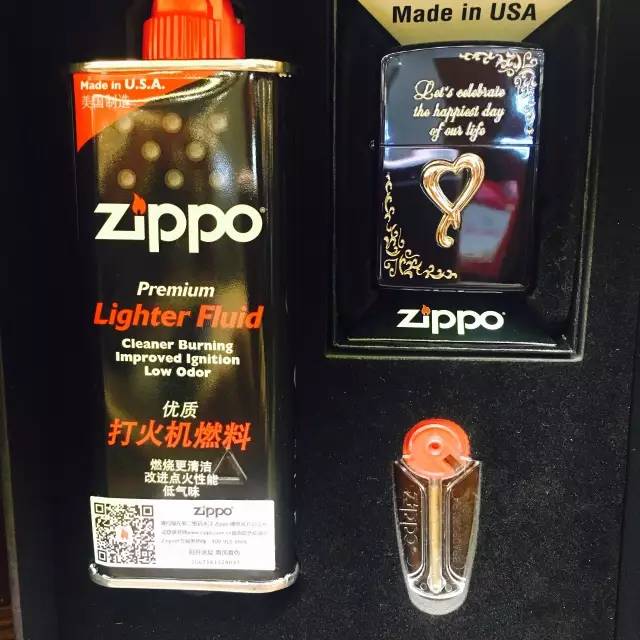 Made in U.S.A.
美国制造
zippo
Premium
Lighter Fluid
Cleaner Burning
Improved Ignition
Low Odor
优质
打火机燃料
燃烧更清洁
改进点火性能
低气味
zippo
Made in USA
Let's celebrate
the happiest day
of our life
zippo
zippo